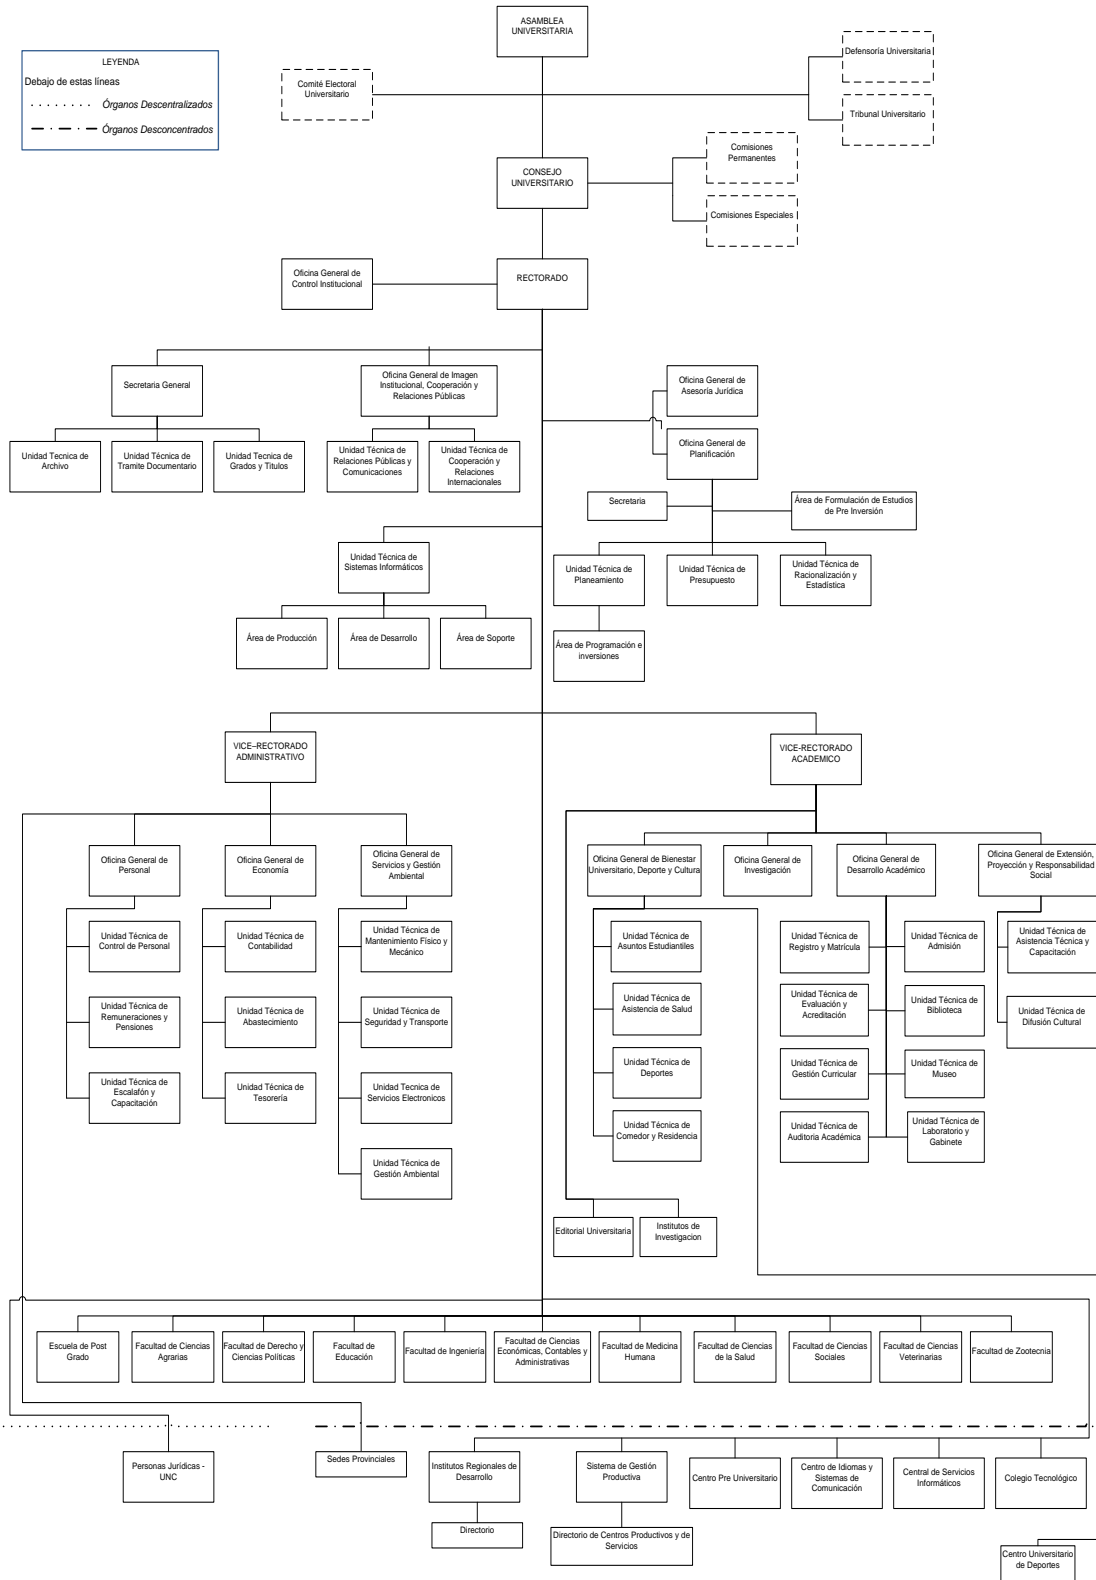 ASAMBLEA
UNIVERSITARIA
LEYENDA
Debajo de estas líneas
Órganos Descentralizados
Órganos Desconcentrados
Comité Electoral
Universitario
Defensoría Universitaria
Tribunal Universitario
Comisiones
Permanentes
CONSEJO
UNIVERSITARIO
Comisiones Especiales
Oficina General de
Control Institucional
RECTORADO
Secretaria General
Oficina General de Imagen
Institucional, Cooperación y
Relaciones Públicas
Oficina General de
Asesoría Jurídica
Unidad Tecnica de
Archivo
Unidad Técnica de
Tramite Documentario
Unidad Tecnica de
Grados y Titulos
Unidad Técnica de
Relaciones Públicas y
Comunicaciones
Unidad Técnica de
Cooperación y
Relaciones
Internacionales
Oficina General de
Planificación
Secretaria
Área de Formulación de Estudios
de Pre Inversión
Unidad Técnica de
Sistemas Informáticos
Unidad Técnica de
Planeamiento
Unidad Técnica de
Presupuesto
Unidad Técnica de
Racionalización y
Estadística
Área de Producción
Área de Desarrollo
Área de Soporte
Área de Programación e
inversiones
VICE–RECTORADO
ADMINISTRATIVO
VICE-RECTORADO
ACADEMICO
Oficina General de
Personal
Oficina General de
Economía
Oficina General de
Servicios y Gestión
Ambiental
Oficina General de Bienestar
Universitario, Deporte y Cultura
Oficina General de
Investigación
Oficina General de
Desarrollo Académico
Oficina General de Extensión,
Proyección y Responsabilidad
Social
Unidad Técnica de
Control de Personal
Unidad Técnica de
Contabilidad
Unidad Técnica de
Mantenimiento Físico y
Mecánico
Unidad Técnica de
Asuntos Estudiantiles
Unidad Técnica de
Registro y Matrícula
Unidad Técnica de
Admisión
Unidad Técnica de
Asistencia Técnica y
Capacitación
Unidad Técnica de
Remuneraciones y
Pensiones
Unidad Técnica de
Abastecimiento
Unidad Técnica de
Seguridad y Transporte
Unidad Técnica de
Asistencia de Salud
Unidad Técnica de
Evaluación y
Acreditación
Unidad Técnica de
Biblioteca
Unidad Técnica de
Difusión Cultural
Unidad Técnica de
Escalafón y
Capacitación
Unidad Técnica de
Tesorería
Unidad Técnica de
Servicios Electronicos
Unidad Técnica de
Deportes
Unidad Técnica de
Gestión Curricular
Unidad Técnica de
Museo
Unidad Técnica de
Gestión Ambiental
Unidad Técnica de
Comedor y Residencia
Unidad Técnica de
Auditoria Académica
Unidad Técnica de
Laboratorio y
Gabinete
Editorial Universitaria
Institutos de
Investigacion
Escuela de Post
Grado
Facultad de Ciencias
Agrarias
Facultad de Derecho y
Ciencias Políticas
Facultad de
Educación
Facultad de Ingeniería
Facultad de Ciencias
Económicas, Contables y
Administrativas
Facultad de Medicina
Humana
Facultad de Ciencias
de la Salud
Facultad de Ciencias
Sociales
Facultad de Ciencias
Veterinarias
Facultad de Zootecnia
Personas Jurídicas -
UNC
Sedes Provinciales
Institutos Regionales de
Desarrollo
Sistema de Gestión
Productiva
Centro Pre Universitario
Centro de Idiomas y
Sistemas de
Comunicación
Central de Servicios
Informáticos
Colegio Tecnológico
Directorio
Directorio de Centros Productivos y de
Servicios
Centro Universitario
de Deportes